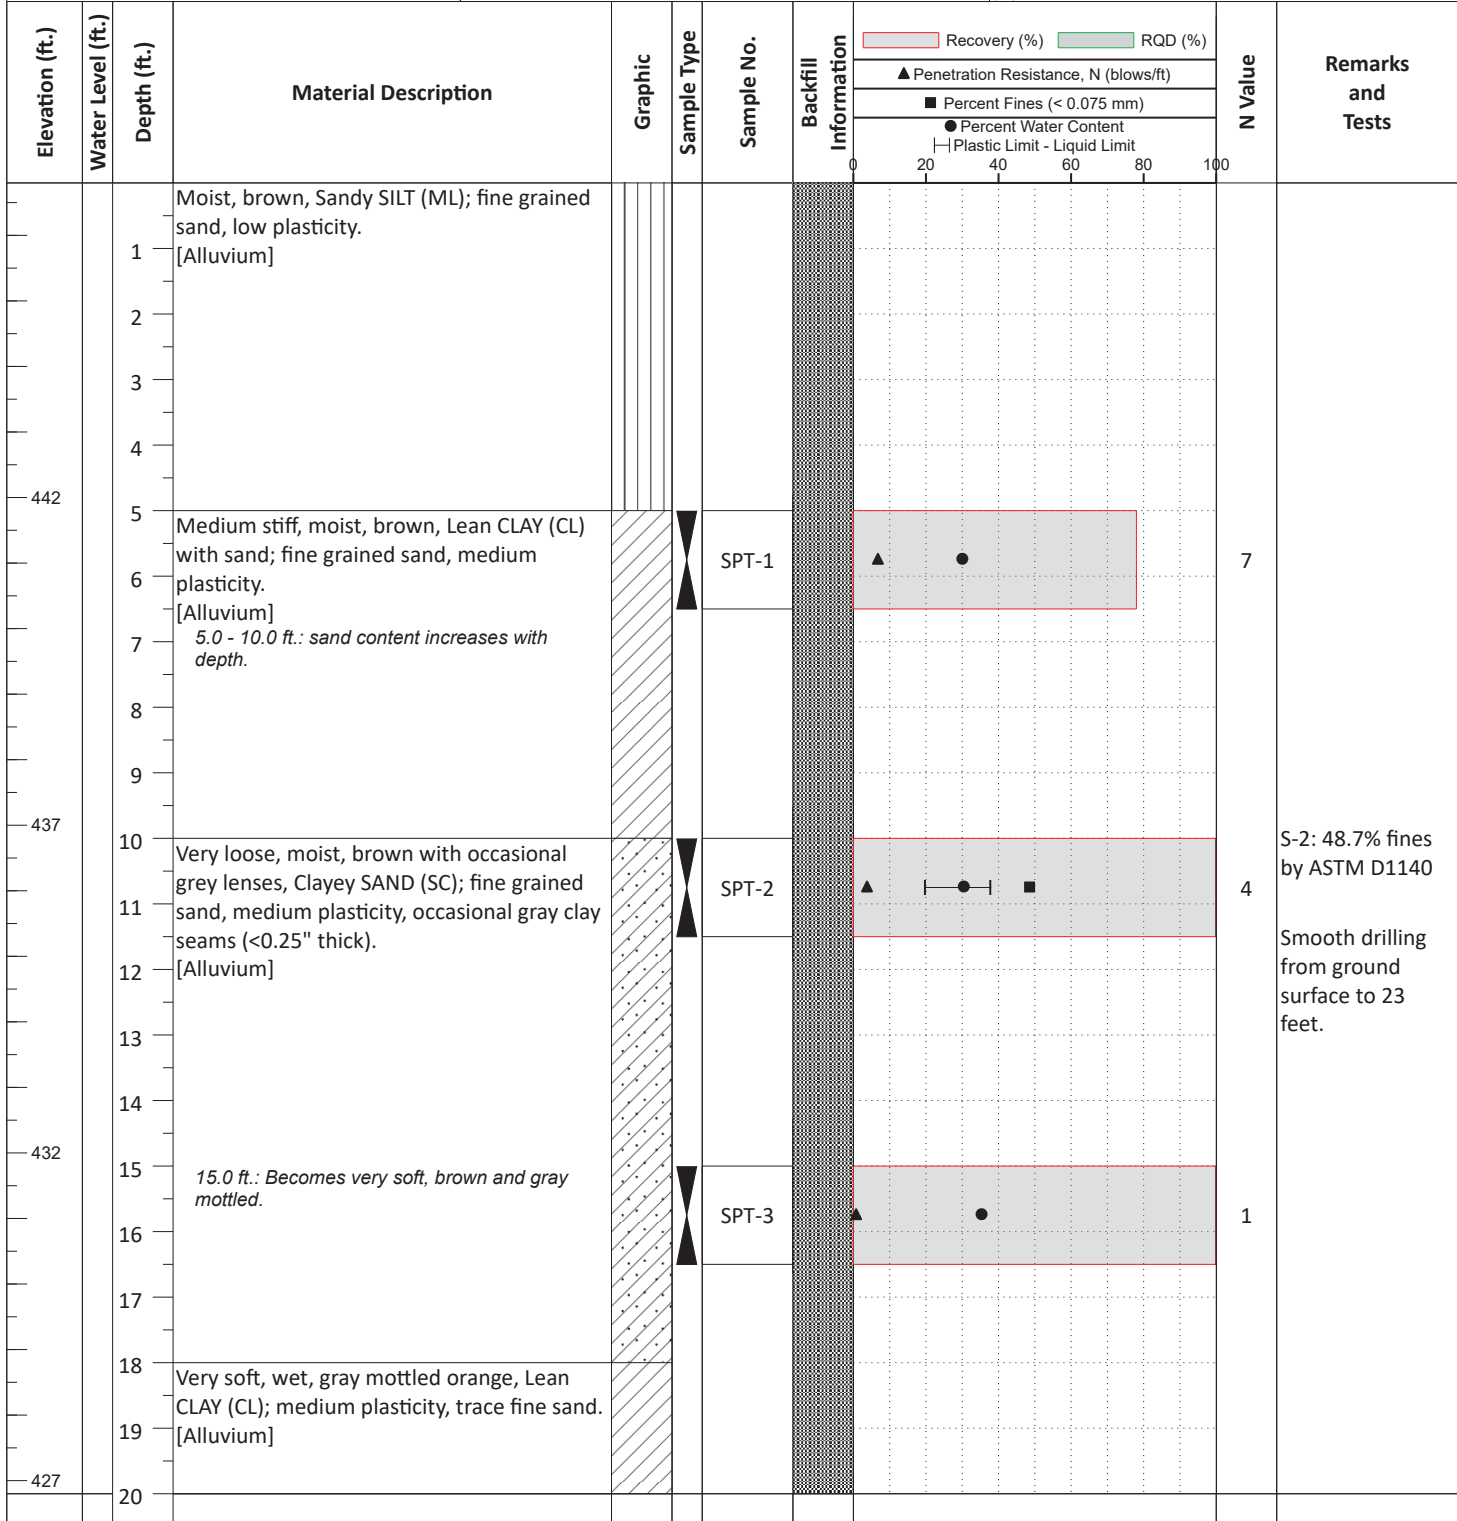 Elevation (ft.)
Water Level (ft.)
Depth (ft.)
Material Description
Graphic
Sample Type
Sample No.
Backfill
Information
Recovery (%) RQD (%)
Penetration Resistance, N (blows/ft)
Percent Fines (< 0.075 mm)
Percent Water Content
Plastic Limit - Liquid Limit
0 20 40 60 80 100
N Value
Remarks
and
Tests
Moist, brown, Sandy SILT (ML); fine grained
sand, low plasticity.
1
[Alluvium]
2
3
4
442
5
Medium stiff, moist, brown, Lean CLAY (CL)
with sand; fine grained sand, medium
plasticity.
[Alluvium]
SPT-1
7
6
5.0 - 10.0 ft.: sand content increases with
depth.
7
8
9
437
10
Very loose, moist, brown with occasional
grey lenses, Clayey SAND (SC); fine grained
sand, medium plasticity, occasional gray clay
seams (<0.25" thick).
[Alluvium]
SPT-2
4
S-2: 48.7% fines
by ASTM D1140
Smooth drilling
from ground
surface to 23
feet.
11
12
13
14
432
15
15.0 ft.: Becomes very soft, brown and gray
mottled.
SPT-3
1
16
17
18
Very soft, wet, gray mottled orange, Lean
CLAY (CL); medium plasticity, trace fine sand.
[Alluvium]
19
427
20